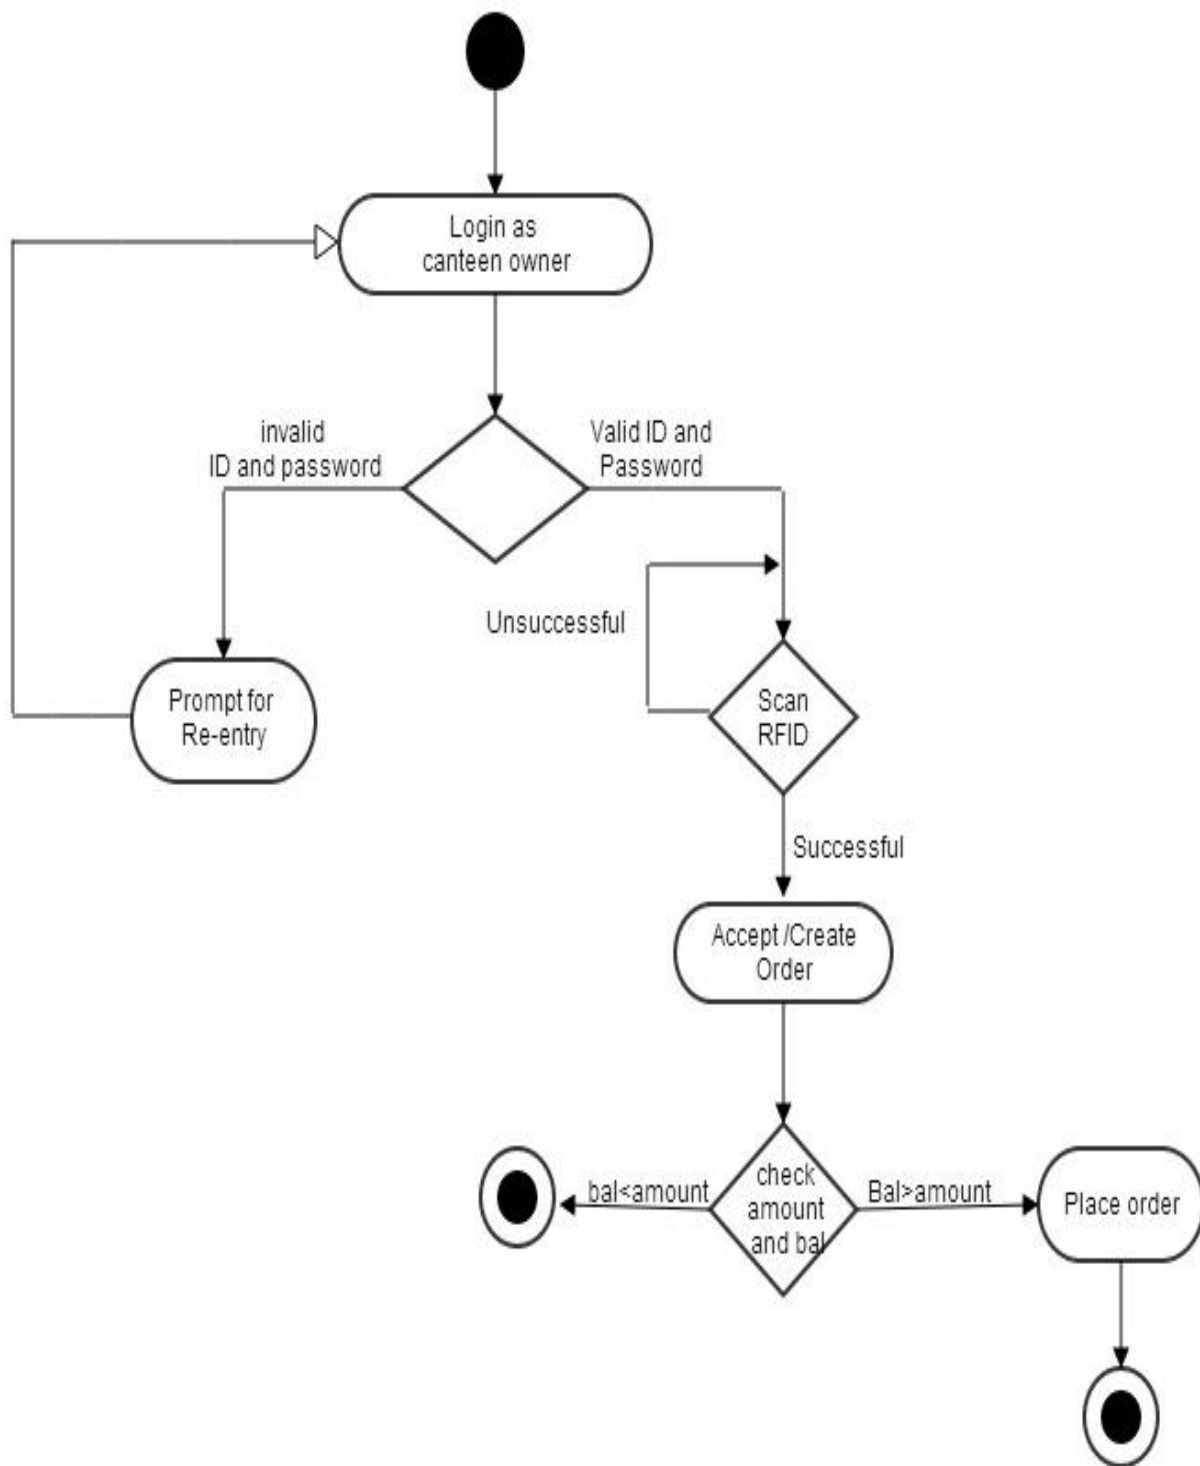 Login as
canteen owner
invalid
ID and password
Valid ID and
Password
Unsuccessful
Prompt for
Re-entry
Scan
RFID
Successful
Accept /Create
Order
bal<amount
check
amount
and bal
Bal>amount
Place order